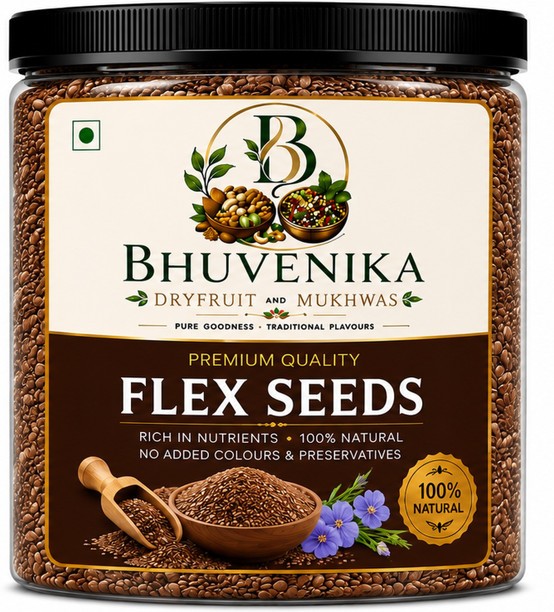 B
BHUVENIKA
DRYFRUIT AND MUKHWAS
PURE GOODNESS • TRADITIONAL PLAVOURS
PREMIUM QUALITY
FLEX SEEDS
RICH IN NUTRIENTS • 100% NATURAL
NO ADDED COLOURS & PRESERVATIVES
100%
NATURAL